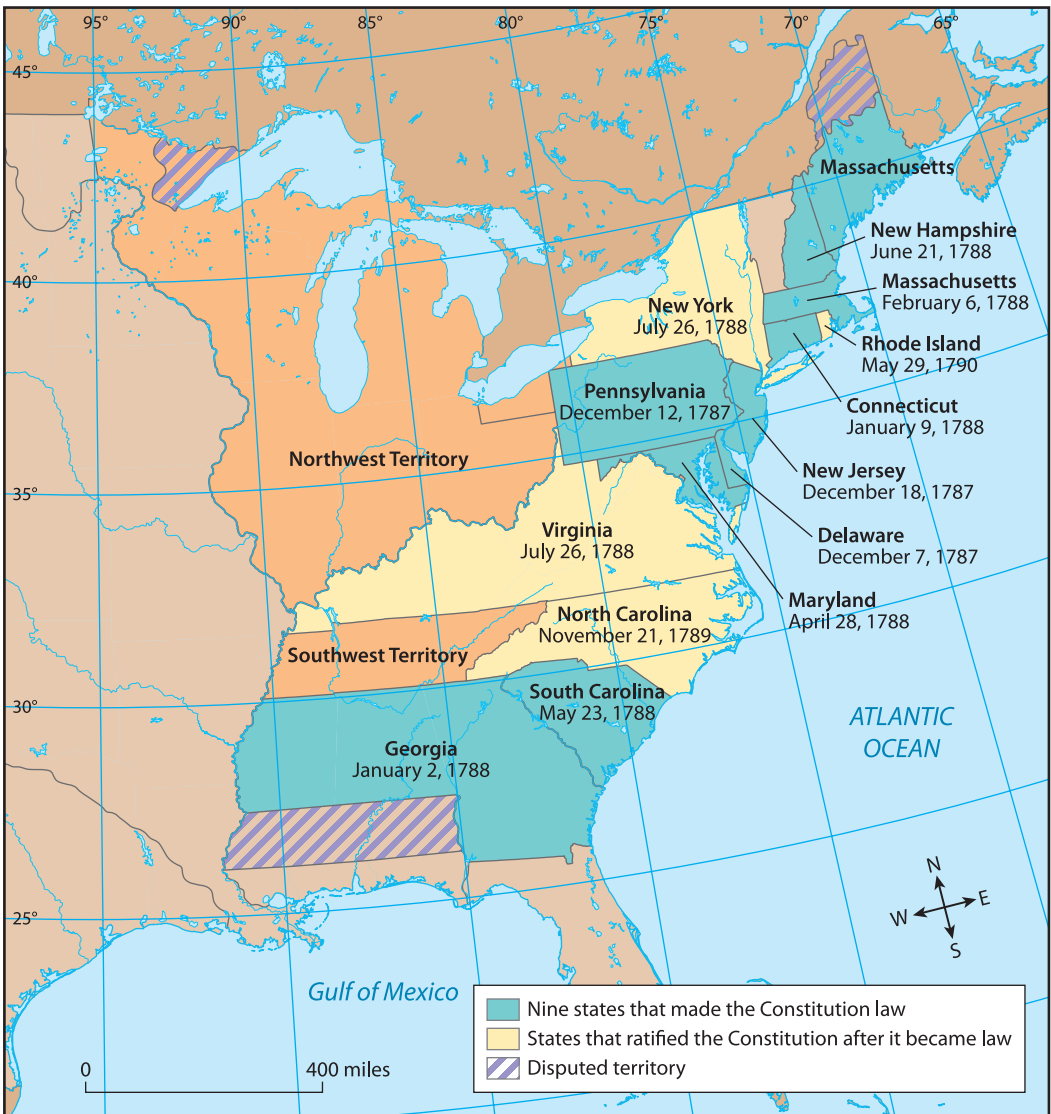 95°
90°
85°
80°
75°
70°
65°
45°
40°
35°
30°
25°
Massachusetts
New Hampshire
June 21, 1788
Massachusetts
February 6, 1788
New York
July 26, 1788
Rhode Island
May 29, 1790
Pennsylvania
December 12, 1787
Connecticut
January 9, 1788
Northwest Territory
New Jersey
December 18, 1787
Virginia
July 26, 1788
Delaware
December 7, 1787
Maryland
April 28, 1788
North Carolina
November 21, 1789
Southwest Territory
South Carolina
May 23, 1788
Georgia
January 2, 1788
ATLANTIC
OCEAN
N
W
E
S
Gulf of Mexico
Nine states that made the Constitution law
States that ratified the Constitution after it became law
Disputed territory
0
400 miles